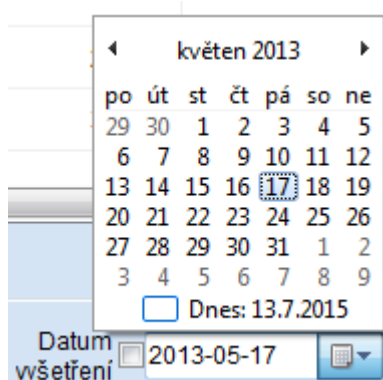 květen 2013
po út st čt pá so ne
29 30 1 2 3 4 5
6 7 8 9 10 11 12
13 14 15 16 17 18 19
20 21 22 23 24 25 26
27 28 29 30 31 1 2
3 4 5 6 7 8 9
Dnes: 13.7.2015
Datum
vyšetření
2013-05-17